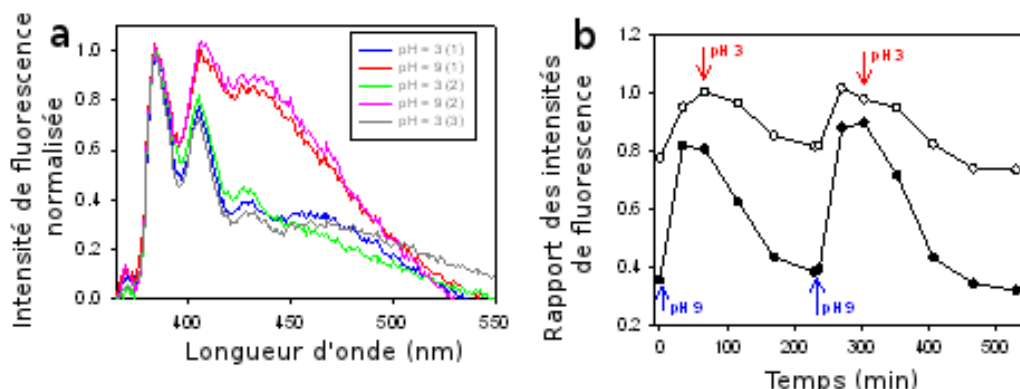 a
Intensité de fluorescence
normalisée
1.0
0.8
0.6
0.4
0.2
0.0
pH = 3 (1)
pH = 9 (1)
pH = 3 (2)
pH = 9 (2)
pH = 3 (3)
400
450
500
550
Longueur d'onde (nm)
b
Rapport des intensités
de fluorescence
1.2
1.0
0.8
0.6
0.4
0.2
pH 3
pH 3
pH 9
pH 9
0
100
200
300
400
500
Temps (min)